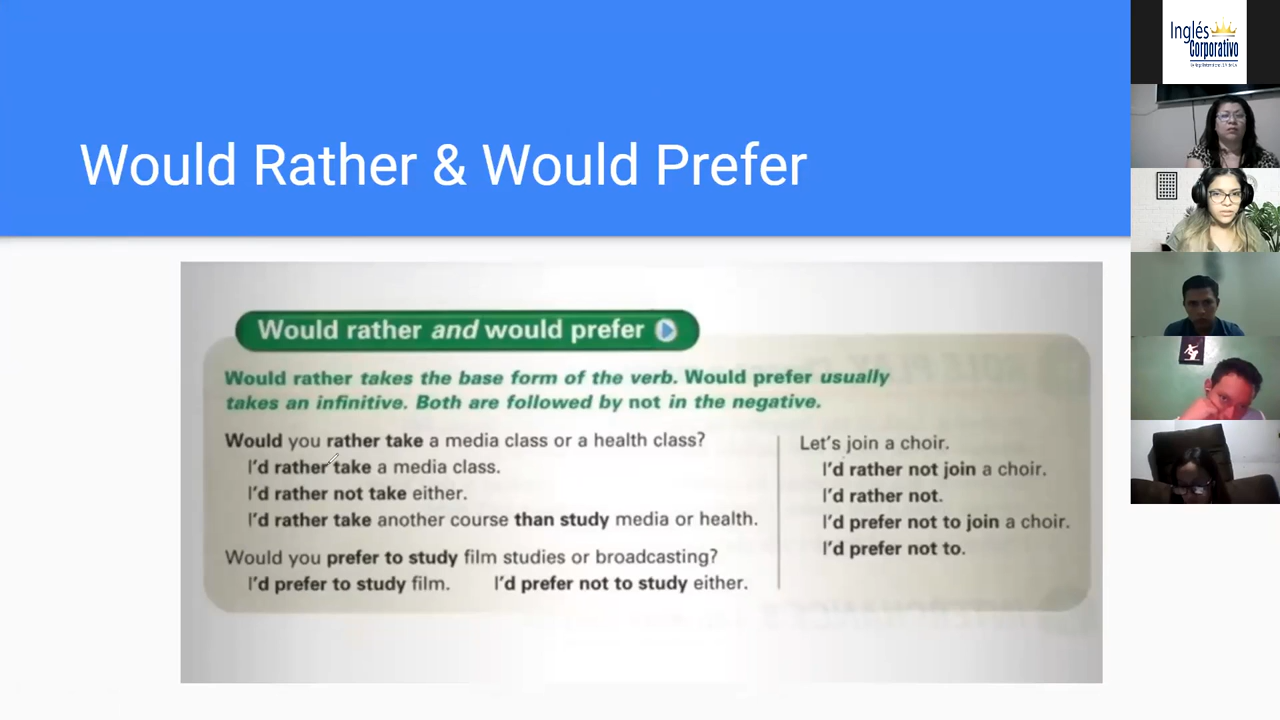 Would Rather & Would Prefer
Would rather and would prefer
Would rather takes the base form of the verb. Would prefer usually
takes an infinitive. Both are followed by not in the negative.
Would you rather take a media class or a health class?
I'd rather take a media class.
I'd rather not take either.
I'd rather take another course than study media or health.
Would you prefer to study film studies or broadcasting?
I'd prefer to study film. I'd prefer not to study either.
Let's join a choir.
I'd rather not join a choir.
I'd rather not.
I'd prefer not to join a choir.
I'd prefer not to.
Inglés
Corporativo